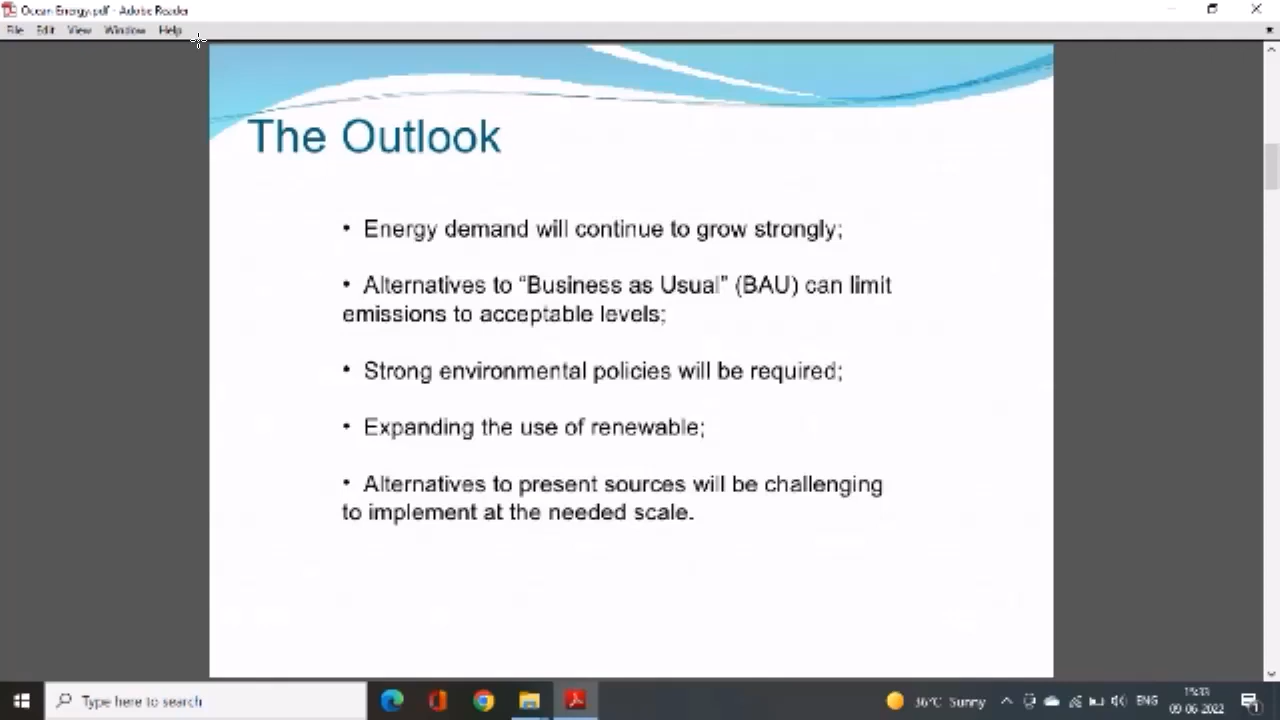 Ocean Energy.pdf - Adobe Reader
File Edit View Window Help
The Outlook
• Energy demand will continue to grow strongly;
• Alternatives to “Business as Usual” (BAU) can limit
emissions to acceptable levels;
• Strong environmental policies will be required;
• Expanding the use of renewable;
• Alternatives to present sources will be challenging
to implement at the needed scale.
Type here to search
36°C Sunny
ENG
15:33
09-06-2022